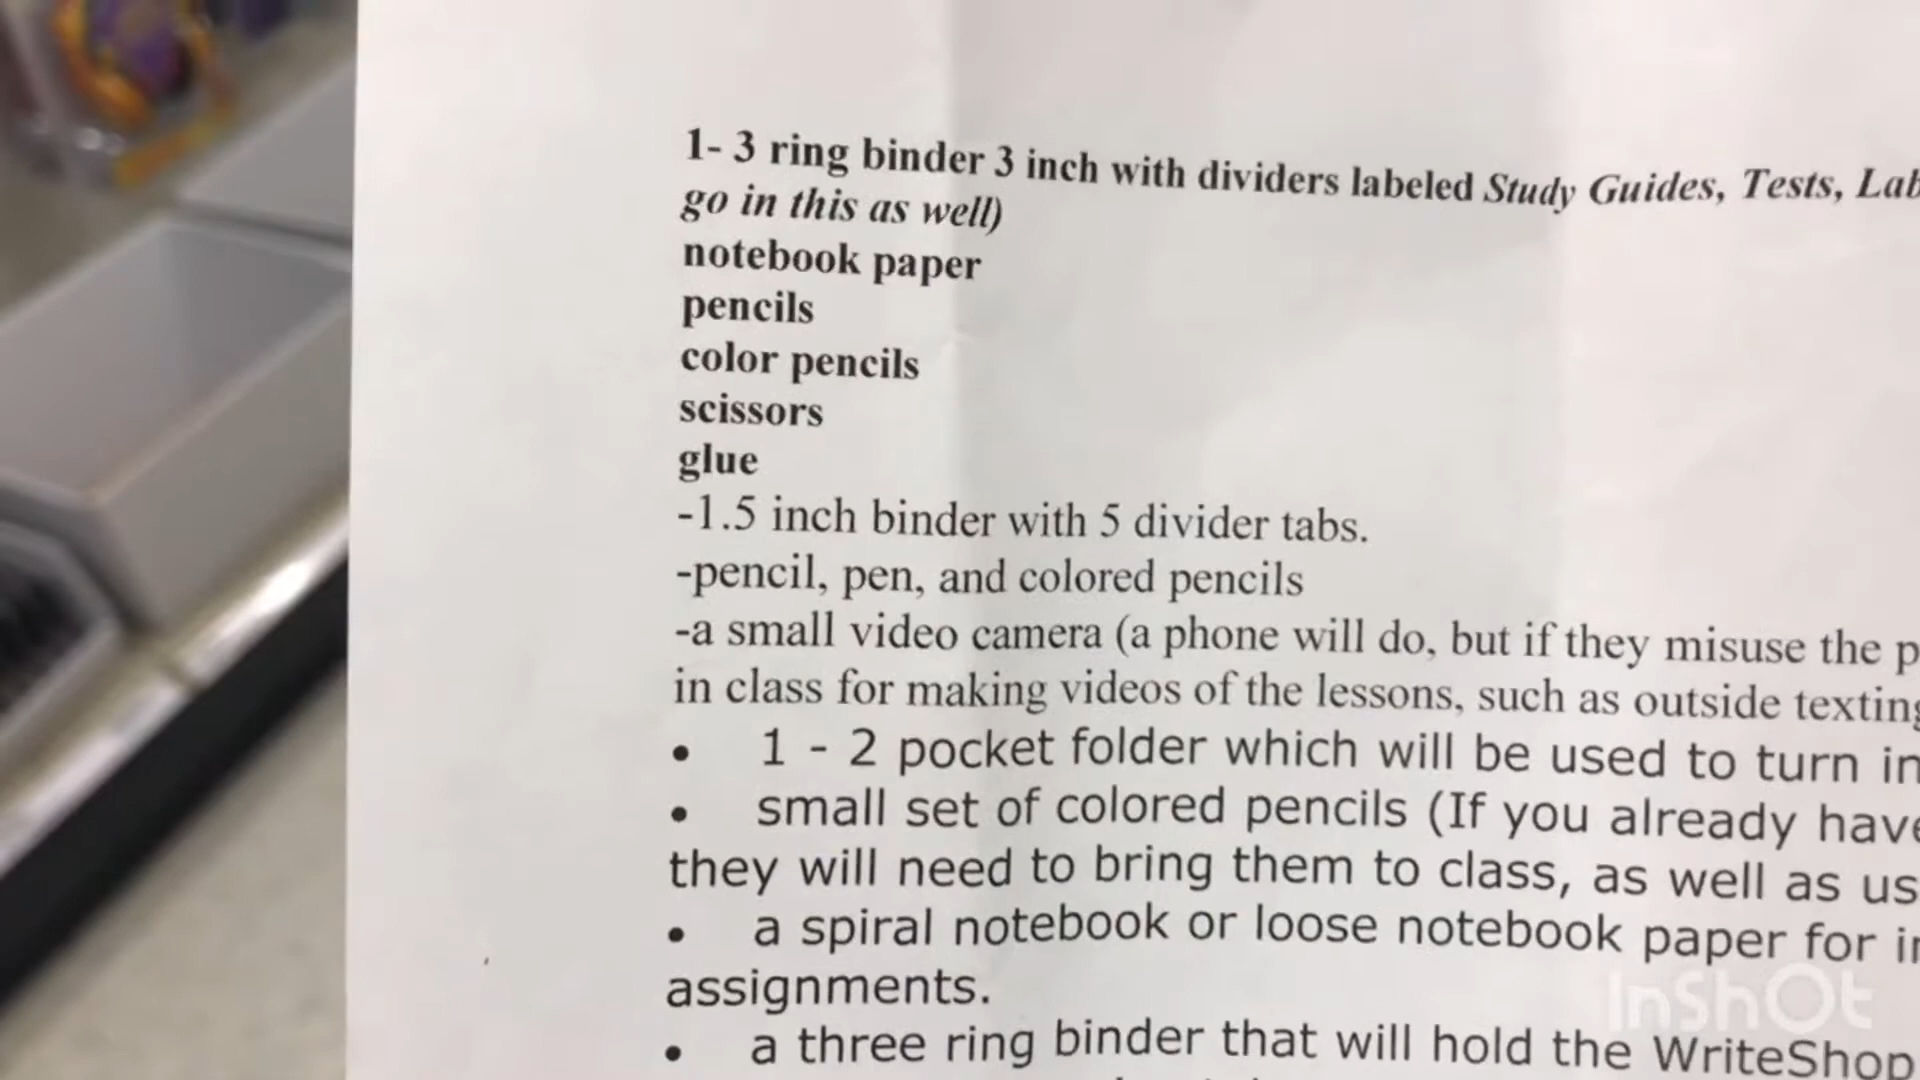 1- 3 ring binder 3 inch with dividers labeled Study Guides, Tests, Lab
go in this as well)
notebook paper
pencils
color pencils
scissors
glue
-1.5 inch binder with 5 divider tabs.
-pencil, pen, and colored pencils
-a small video camera (a phone will do, but if they misuse the
in class for making videos of the lessons, such as outside texting
• 1 - 2 pocket folder which will be used to turn in
• small set of colored pencils (If you already have
they will need to bring them to class, as well as
• a spiral notebook or loose notebook paper for
assignments.
• a three ring binder that will hold the WriteShop
InShOt